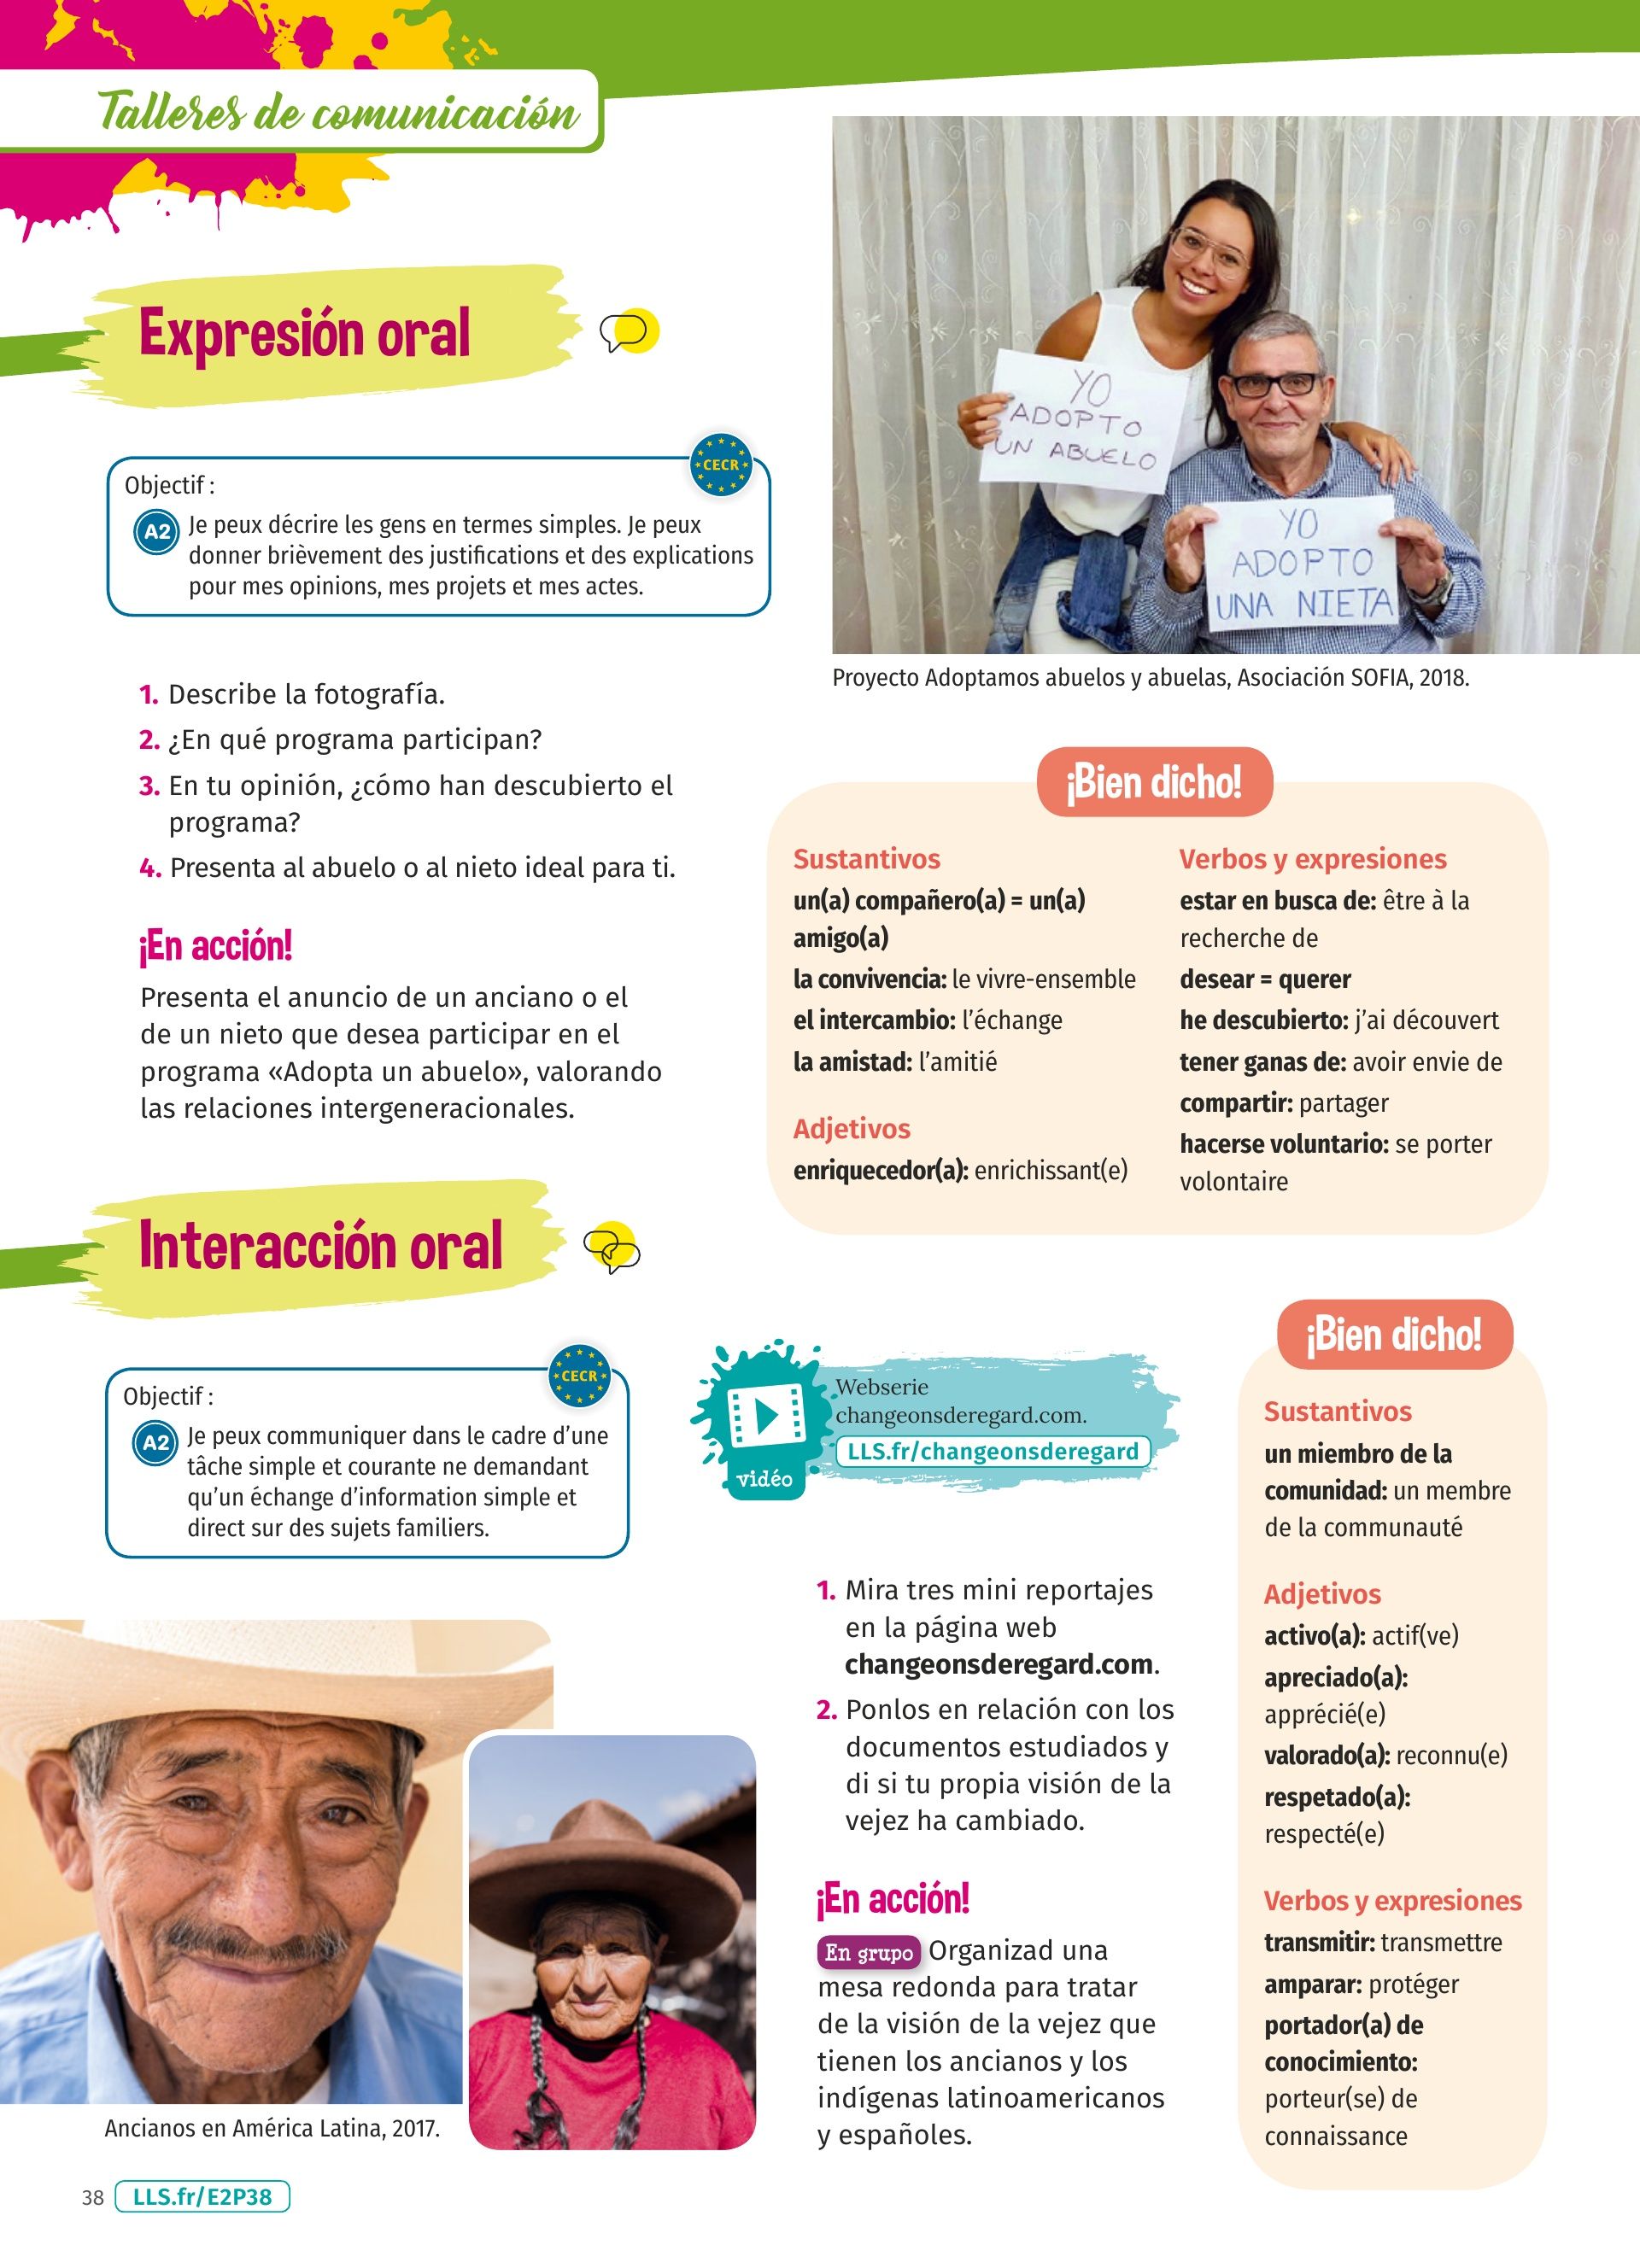 Talleres de comunicación
Expresión oral
CECR
Objectif :
A2
Je peux décrire les gens en termes simples. Je peux
donner brièvement des justifications et des explications
pour mes opinions, mes projets et mes actes.
YO
ADOPTO
UN ABUELO
YO
ADOPTO
UNA NIETA
Proyecto Adoptamos abuelos y abuelas, Asociación SOFIA, 2018.
1. Describe la fotografía.
2. ¿En qué programa participan?
3. En tu opinión, ¿cómo han descubierto el
programa?
4. Presenta al abuelo o al nieto ideal para ti.
¡En acción!
Presenta el anuncio de un anciano o el
de un nieto que desea participar en el
programa «Adopta un abuelo», valorando
las relaciones intergeneracionales.
¡Bien dicho!
Sustantivos
un(a) compañero(a) = un(a)
amigo(a)
la convivencia: le vivre-ensemble
el intercambio: l'échange
la amistad: l'amitié
Adjetivos
enriquecedor(a): enrichissant(e)
Verbos y expresiones
estar en busca de: être à la
recherche de
desear = querer
he descubierto: j'ai découvert
tener ganas de: avoir envie de
compartir: partager
hacerse voluntario: se porter
volontaire
Interacción oral
CECR
Objectif :
A2
Je peux communiquer dans le cadre d'une
tâche simple et courante ne demandant
qu'un échange d'information simple et
direct sur des sujets familiers.
vidéo
Webserie
changeonsderegard.com.
LLS.fr/changeonsderegard
1. Mira tres mini reportajes
en la página web
changeonsderegard.com.
2. Ponlos en relación con los
documentos estudiados y
di si tu propia visión de la
vejez ha cambiado.
¡En acción!
En grupo Organizad una
mesa redonda para tratar
de la visión de la vejez que
tienen los ancianos y los
indígenas latinoamericanos
y españoles.
¡Bien dicho!
Sustantivos
un miembro de la
comunidad: un membre
de la communauté
Adjetivos
activo(a): actif(ve)
apreciado(a):
apprécié(e)
valorado(a): reconnu(e)
respetado(a):
respecté(e)
Verbos y expresiones
transmitir: transmettre
amparar: protéger
portador(a) de
conocimiento:
porteur(se) de
connaissance
Ancianos en América Latina, 2017.
38 LLS.fr/E2P38